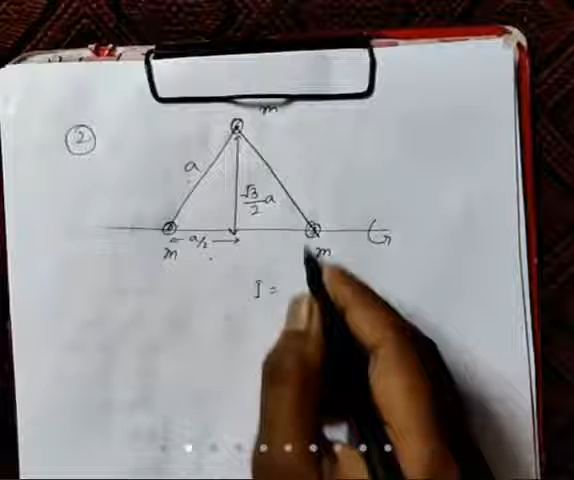 m
②
a
√3/2 a
a/2
m
m
I =